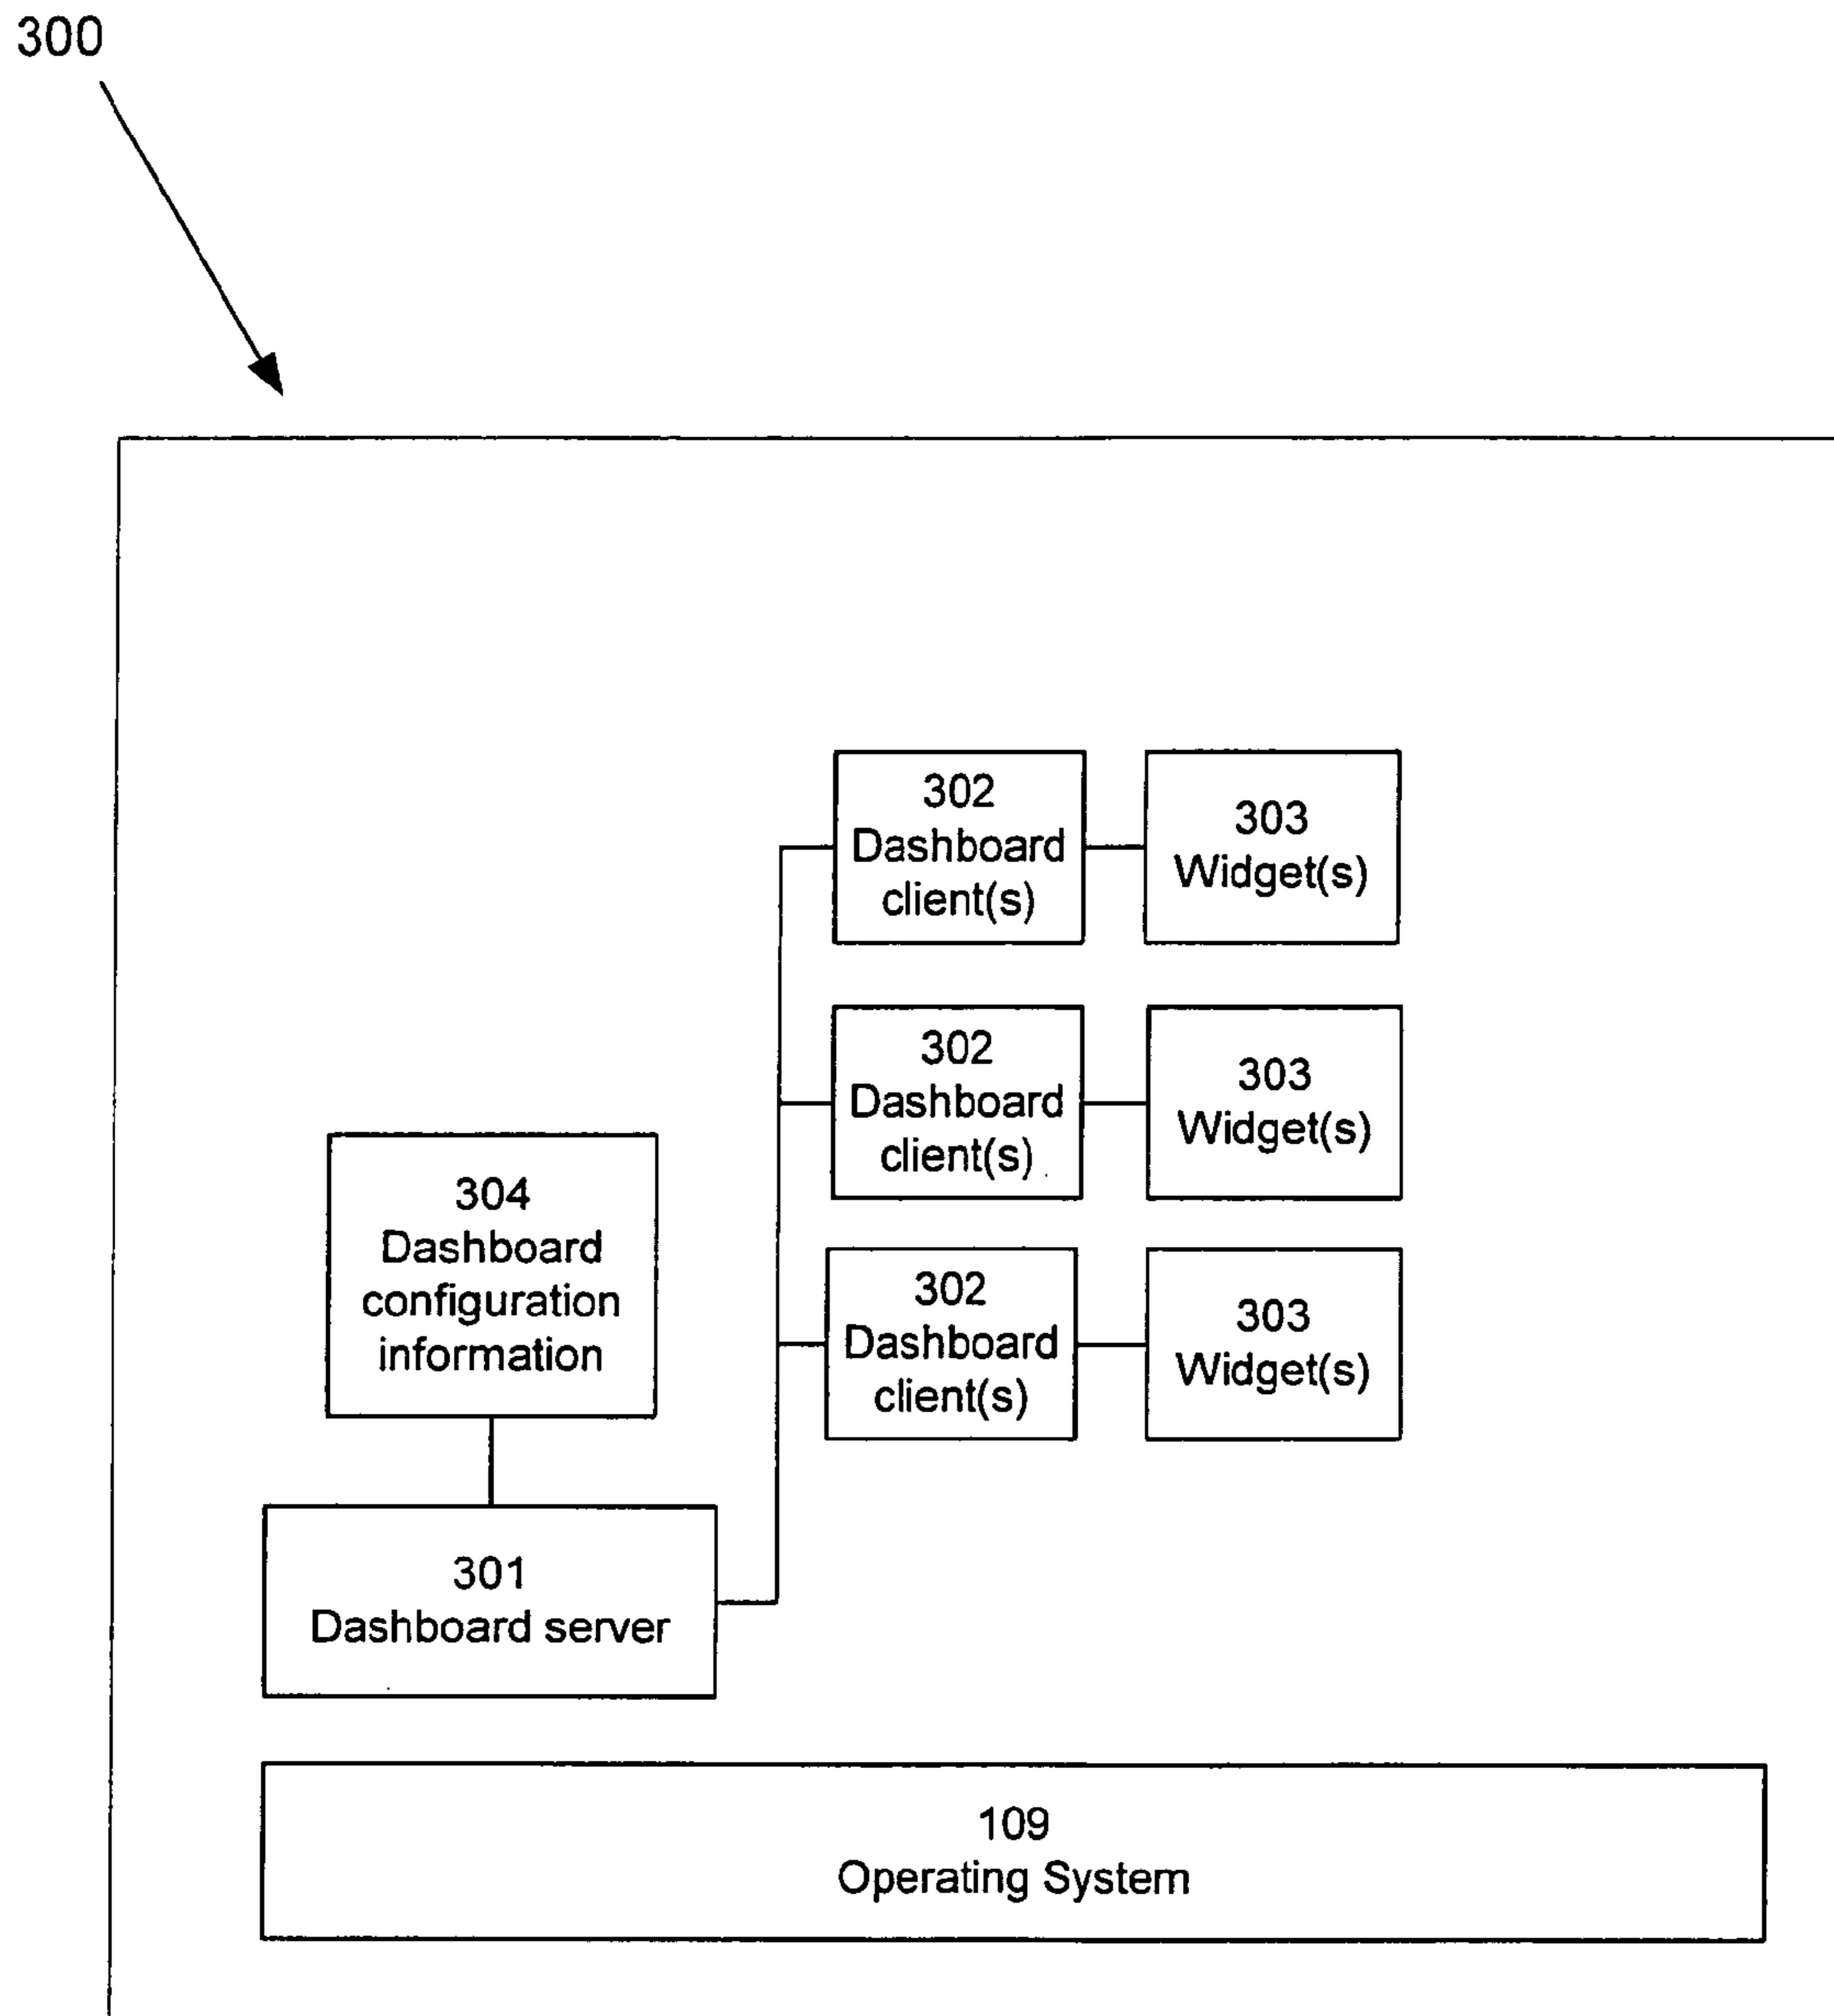 300
302
Dashboard
client(s)
303
Widget(s)
302
Dashboard
client(s)
303
Widget(s)
304
Dashboard
configuration
information
302
Dashboard
client(s)
303
Widget(s)
301
Dashboard server
109
Operating System